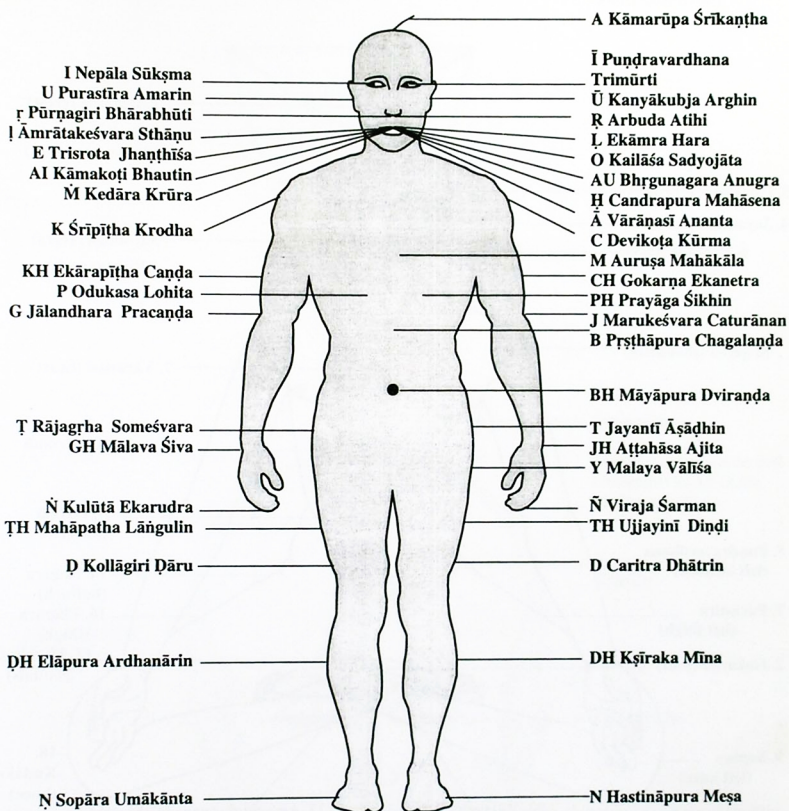 A Kāmarūpa Śrīkaṇṭha
Ī Puṇḍravardhana
Trimūrti
I Nepāla Sūkṣma
U Purastīra Amarin
Ū Kanyākubja Arghin
ṛ Pūrṇagiri Bhārabhūti
Ṛ Arbuda Atihi
ḷ Āmrātakeśvara Sthāṇu
Ḷ Ekāmra Hara
E Trisrota Jhaṇṭhīśa
O Kailāśa Sadyojāta
AI Kāmakoṭi Bhautin
AU Bhṛgunagara Anugra
Ṁ Kedāra Krūra
Ḥ Candrapura Mahāsena
Ā Vārāṇasī Ananta
K Śrīpīṭha Krodha
C Devikoṭa Kūrma
M Auruṣa Mahākāla
KH Ekārapīṭha Caṇḍa
CH Gokarṇa Ekanetra
P Odukasa Lohita
PH Prayāga Śikhin
G Jālandhara Pracaṇḍa
J Marukeśvara Caturānan
B Pṛṣṭhāpura Chagalaṇḍa
BH Māyāpura Dviraṇḍa
Ṭ Rājagṛha Someśvara
T Jayantī Āṣāḍhin
GH Mālava Śiva
JH Aṭṭahāsa Ajita
Y Malaya Vālīśa
Ṅ Kulūtā Ekarudra
Ñ Viraja Śarman
ṬH Mahāpatha Lāṅgulin
TH Ujjayinī Diṇḍi
Ḍ Kollāgiri Ḍāru
D Caritra Dhātrin
ḌH Elāpura Ardhanārin
DH Kṣīraka Mīna
Ṇ Sopāra Umākānta
N Hastināpura Meṣa